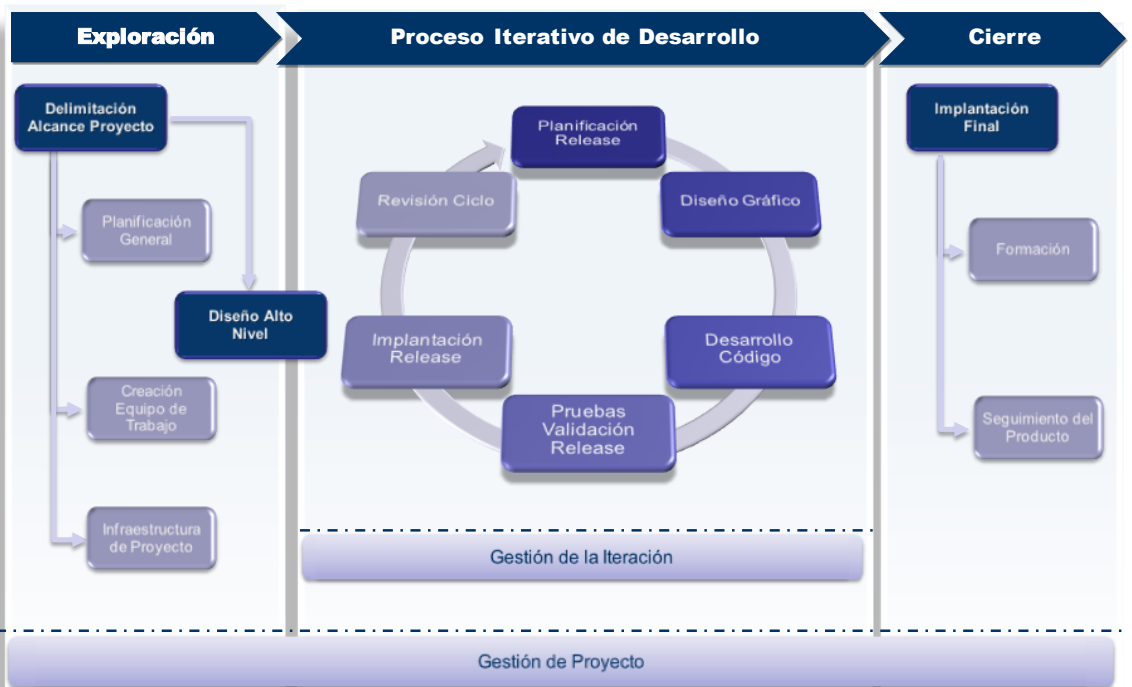 Exploración
Proceso Iterativo de Desarrollo
Cierre
Delimitación
Alcance Proyecto
Planificación
General
Diseño Alto
Nivel
Creación
Equipo de
Trabajo
Infraestructura
de Proyecto
Planificación
Release
Diseño Gráfico
Desarrollo
Código
Pruebas
Validación
Release
Implantación
Release
Revisión Ciclo
Implantación
Final
Formación
Seguimiento del
Producto
Gestión de la Iteración
Gestión de Proyecto